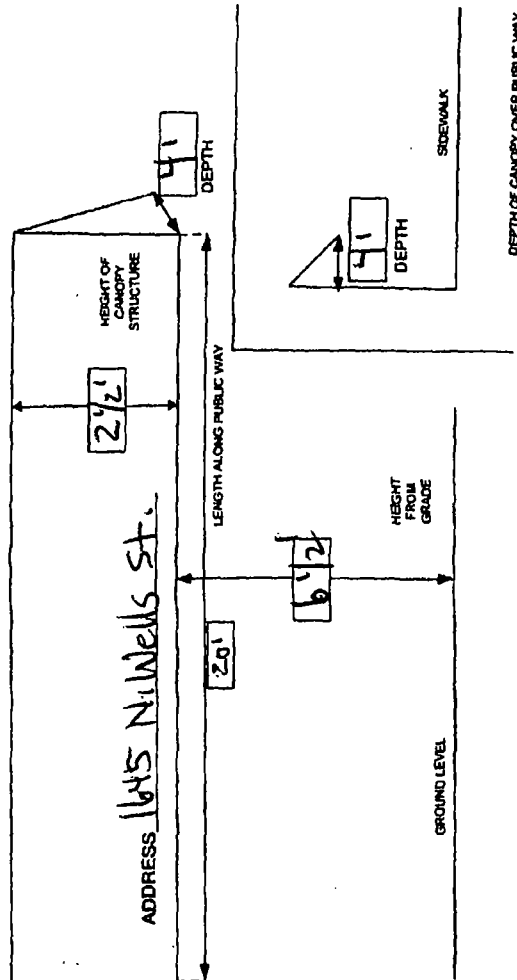 ADDRESS 1645 N. Wells St.
2 1/2'
HEIGHT OF
CANOPY
STRUCTURE
4'
DEPTH
20'
LENGTH ALONG PUBLIC WAY
6 1/2'
HEIGHT
FROM
GRADE
GROUND LEVEL
4'
DEPTH
SIDEWALK
DEPTH OF CANOPY OVER PUBLIC WAY